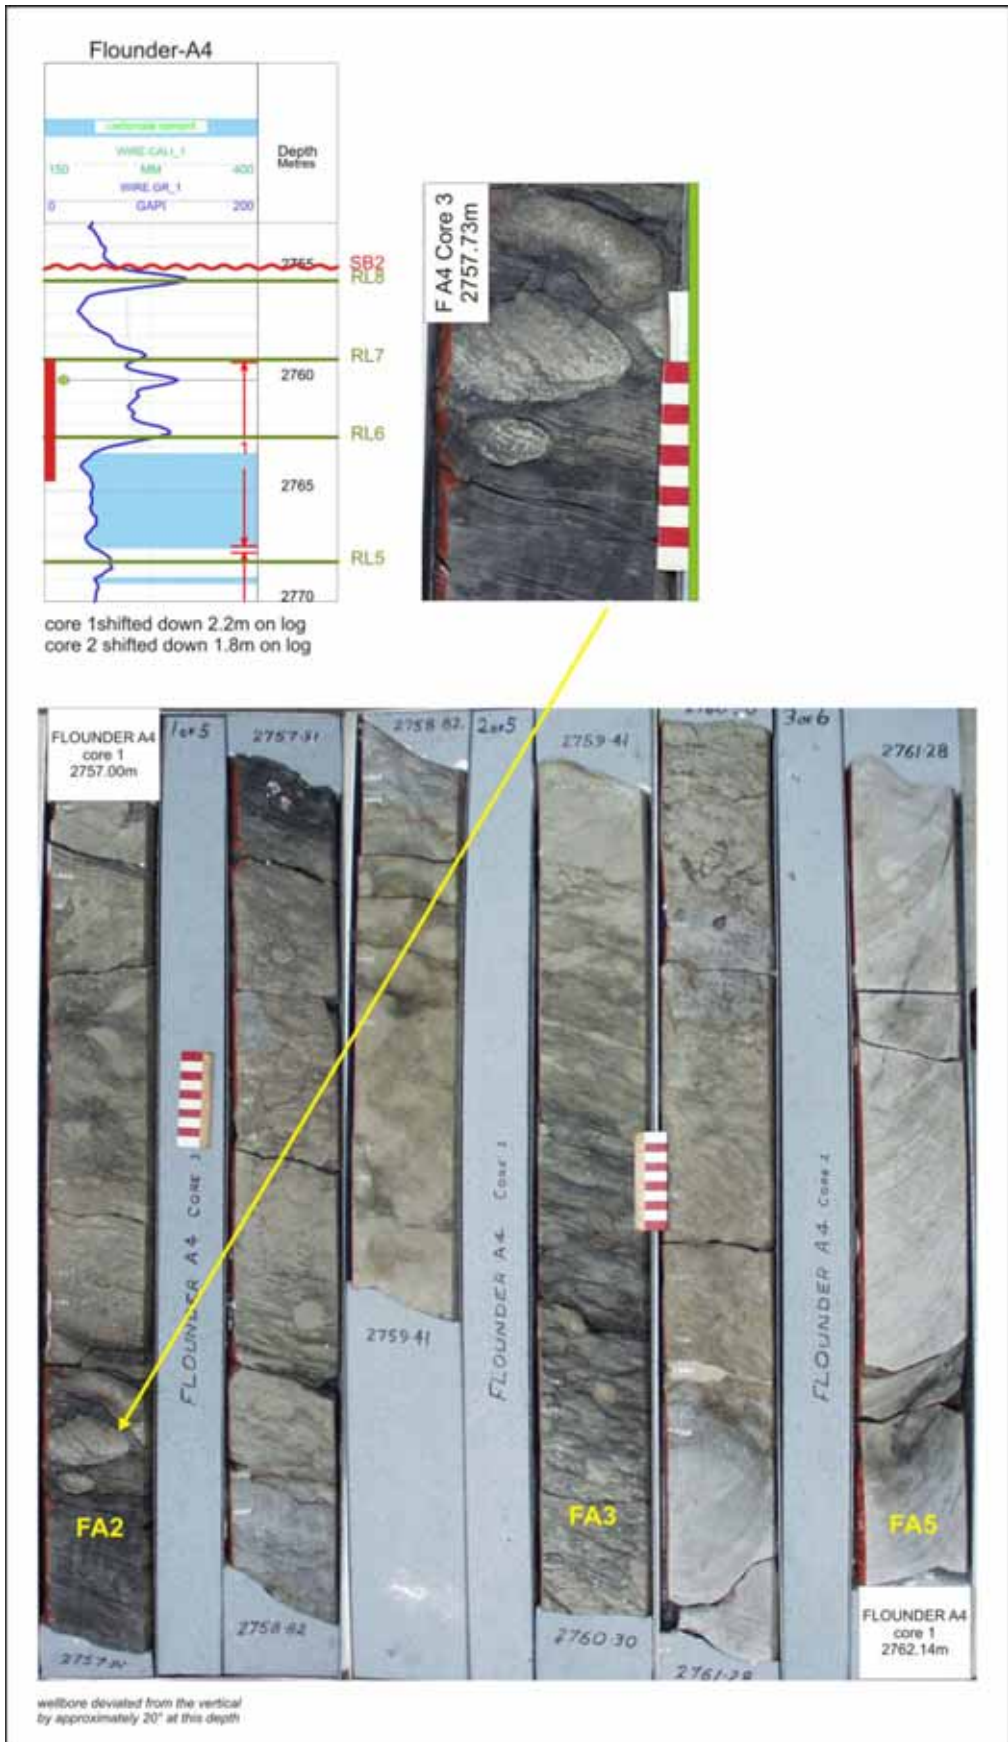 Flounder-A4
carbonate cement
WIRE.CALI_1
150 MM 400
WIRE.GR_1
0 GAPI 200
Depth
Metres
2755
SB2
RL8
RL7
2760
RL6
1
2765
RL5
2770
core 1shifted down 2.2m on log
core 2 shifted down 1.8m on log
F A4 Core 3
2757.73m
FLOUNDER A4
core 1
2757.00m
1 of 5
2757.91
2758.82
2 of 5
2759.41
3 of 6
2761.28
FLOUNDER A4 CORE 1
2759.41
FLOUNDER A4 CORE 1
FLOUNDER A4 CORE 2
FA2
FA3
FA5
2758.82
2760.30
2761.28
FLOUNDER A4
core 1
2762.14m
wellbore deviated from the vertical
by approximately 20° at this depth